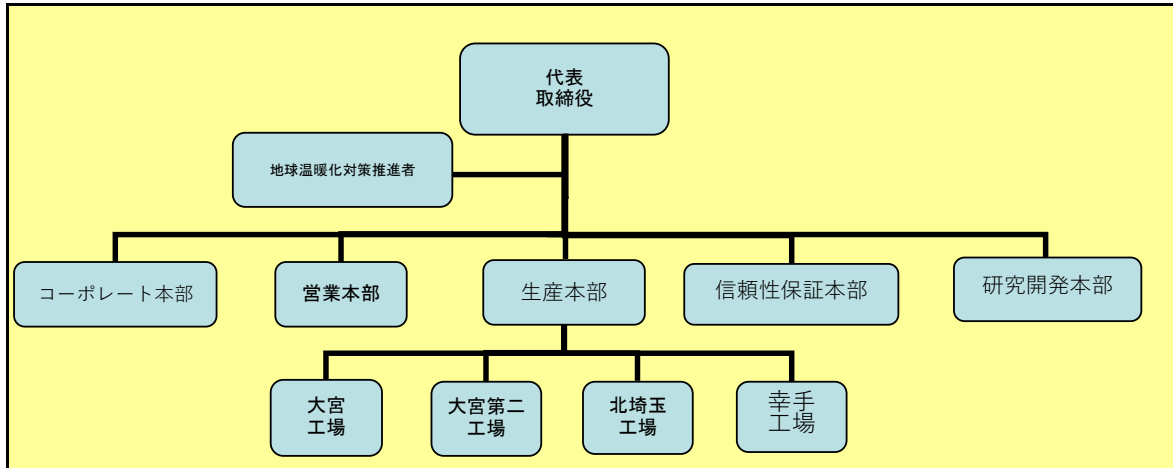 代表
取締役
地球温暖化対策推進者
コーポレート本部
営業本部
生産本部
信頼性保証本部
研究開発本部
大宮
工場
大宮第二
工場
北埼玉
工場
幸手
工場